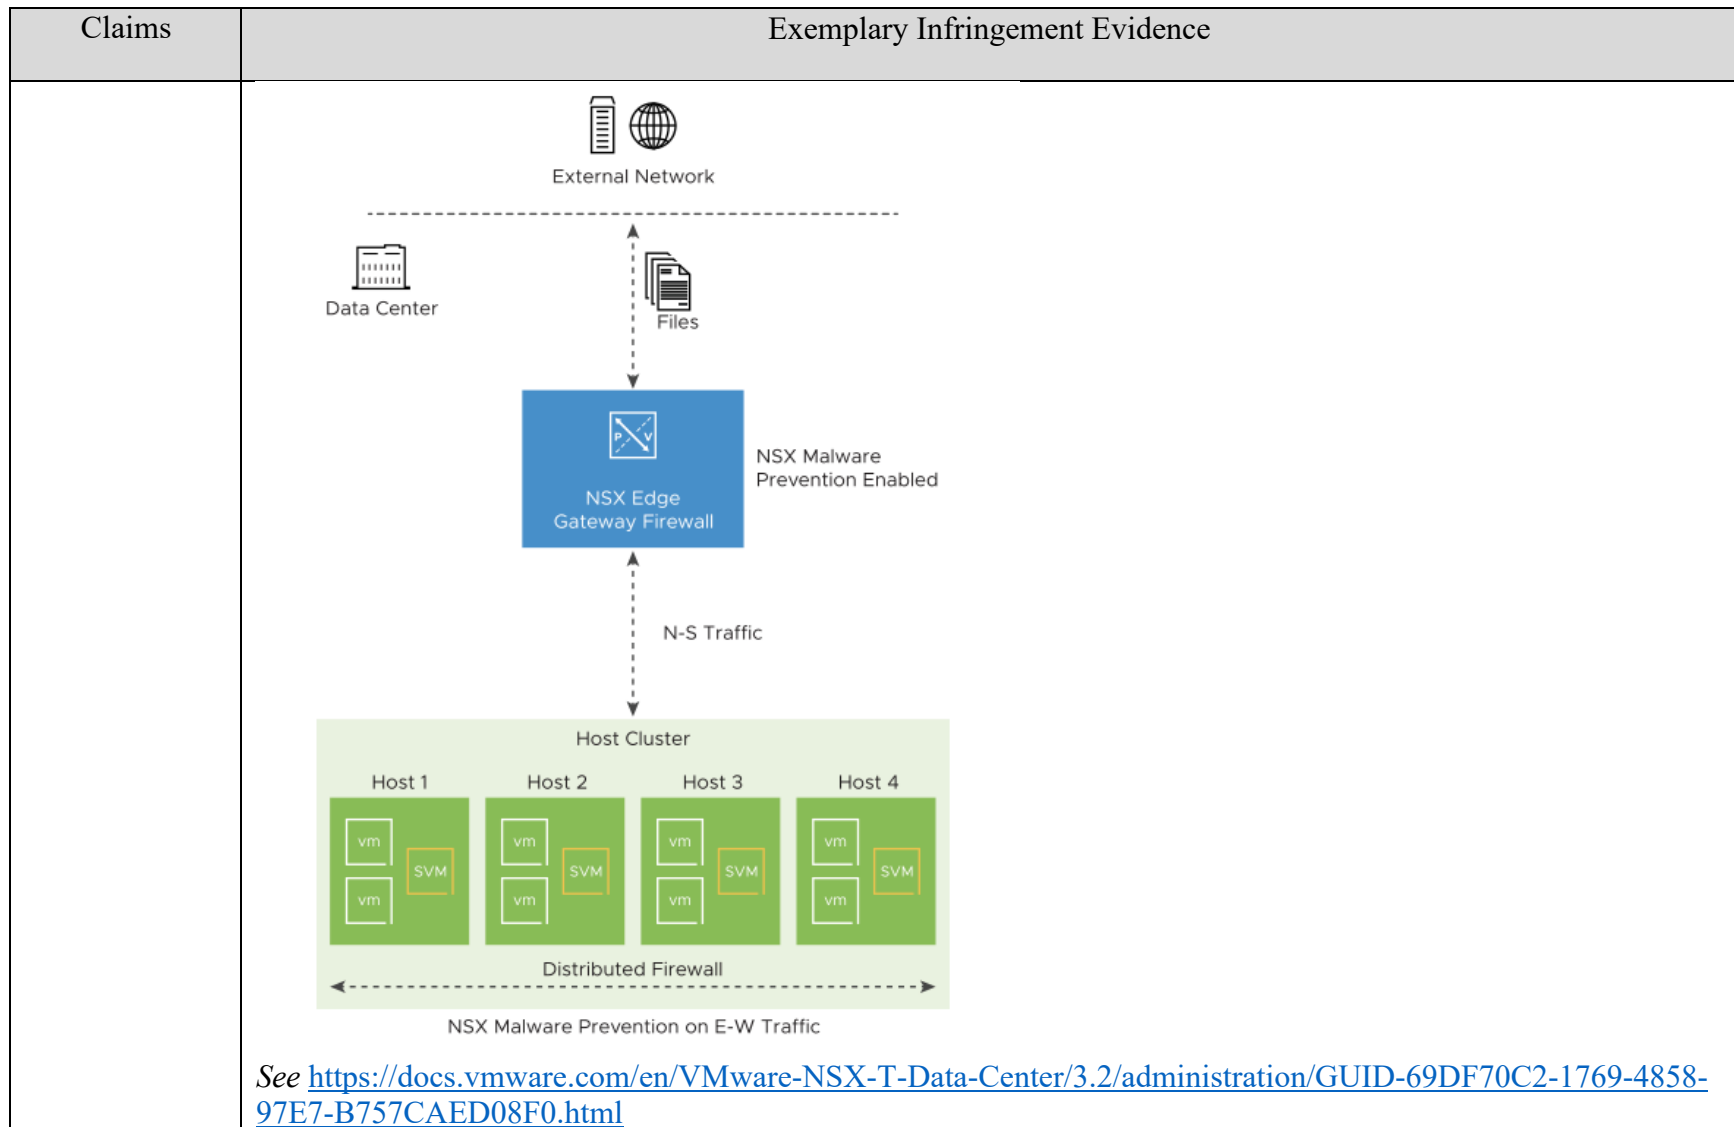 Claims
Exemplary Infringement Evidence
External Network
Data Center
Files
P V
NSX Edge
Gateway Firewall
NSX Malware
Prevention Enabled
N-S Traffic
Host Cluster
Host 1
Host 2
Host 3
Host 4
vm
vm
vm
vm
SVM
SVM
SVM
SVM
vm
vm
vm
vm
Distributed Firewall
NSX Malware Prevention on E-W Traffic
See https://docs.vmware.com/en/VMware-NSX-T-Data-Center/3.2/administration/GUID-69DF70C2-1769-4858-
97E7-B757CAED08F0.html